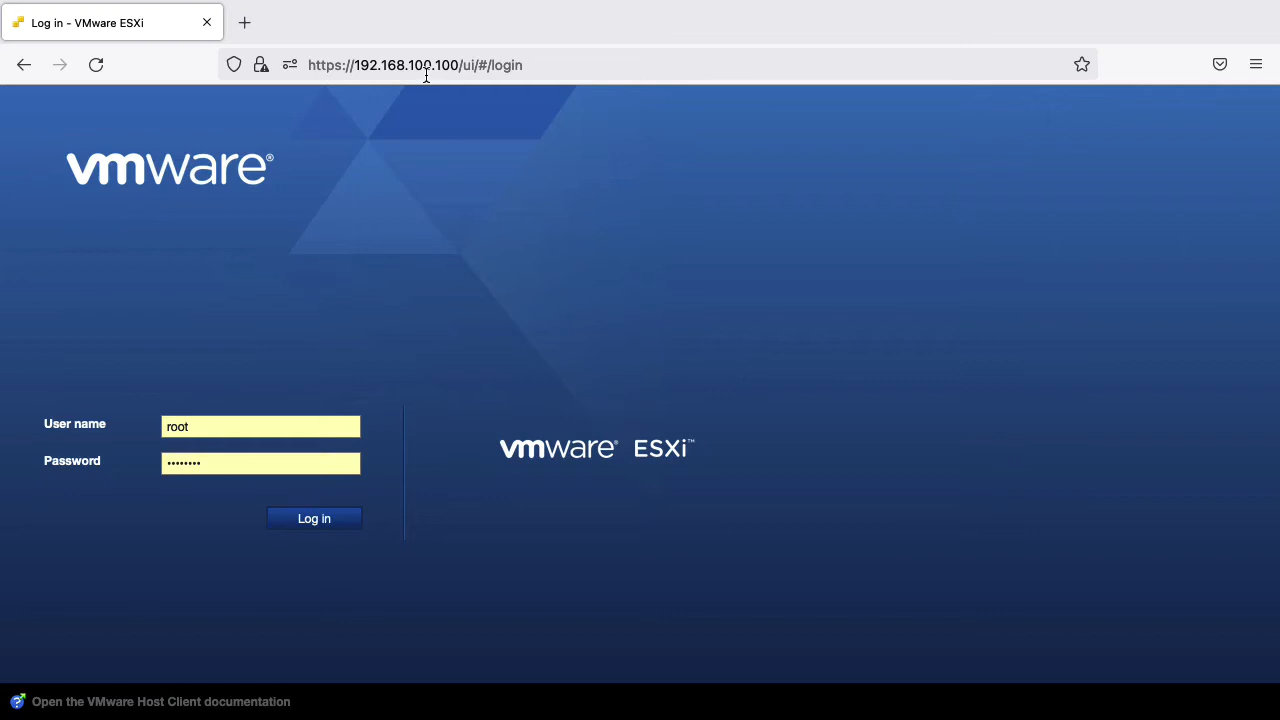 Log in - VMware ESXi
https://192.168.100.100/ui/#/login
vmware®
User name
root
Password
••••••••
Log in
vmware® ESXi™
Open the VMware Host Client documentation